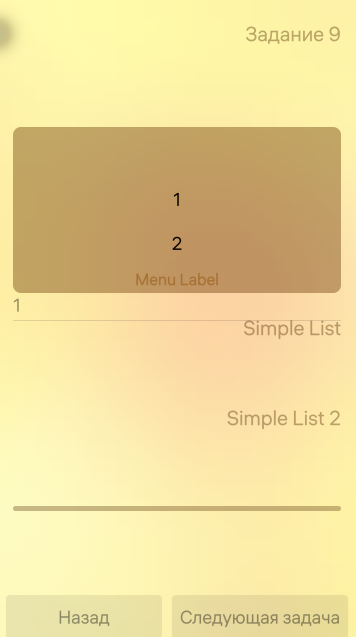 Задание 9
1
2
Menu Label
1
Simple List
Simple List 2
Назад
Следующая задача